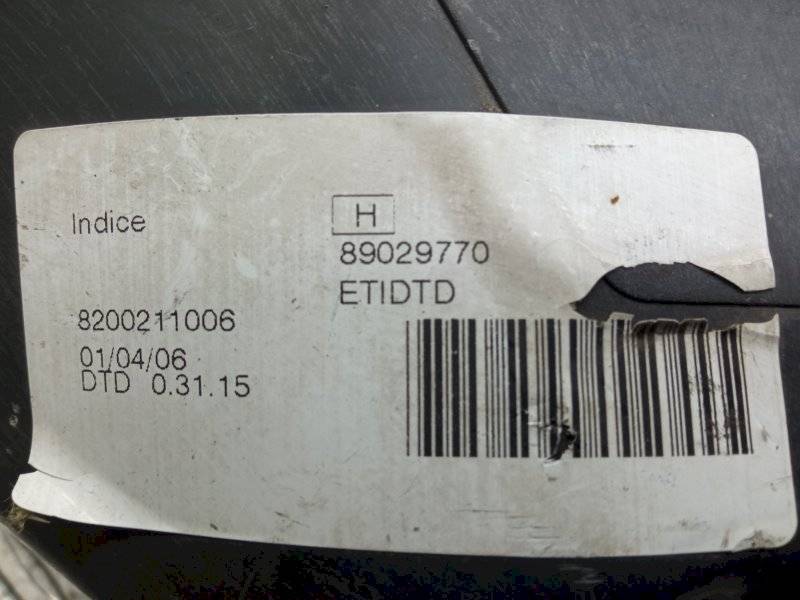 Indice
H
89029770
ETIDTD
8200211006
01/04/06
DTD 0.31.15